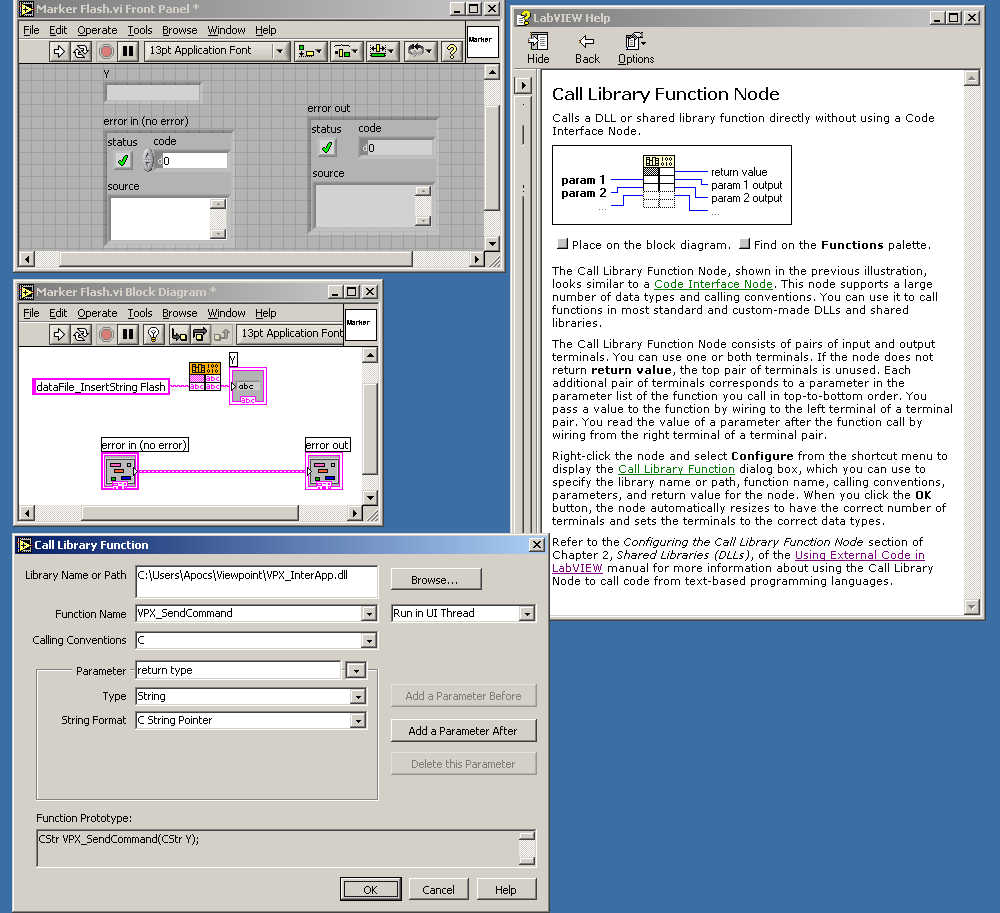 Marker Flash.vi Front Panel *
File Edit Operate Tools Browse Window Help
13pt Application Font
Marker
Y
error in (no error)
status code
0
source
error out
status code
0
source
Marker Flash.vi Block Diagram *
File Edit Operate Tools Browse Window Help
13pt Application Font
Marker
dataFile_InsertString Flash
abc
abc abc
Y
abc
abc
error in (no error)
error out
LabVIEW Help
Hide Back Options
Call Library Function Node
Calls a DLL or shared library function directly without using a Code
Interface Node.
param 1
param 2
...
return value
param 1 output
param 2 output
...
Place on the block diagram. Find on the Functions palette.
The Call Library Function Node, shown in the previous illustration,
looks similar to a Code Interface Node. This node supports a large
number of data types and calling conventions. You can use it to call
functions in most standard and custom-made DLLs and shared
libraries.
The Call Library Function Node consists of pairs of input and output
terminals. You can use one or both terminals. If the node does not
return return value, the top pair of terminals is unused. Each
additional pair of terminals corresponds to a parameter in the
parameter list of the function you call in top-to-bottom order. You
pass a value to the function by wiring to the left terminal of a terminal
pair. You read the value of a parameter after the function call by
wiring from the right terminal of a terminal pair.
Right-click the node and select Configure from the shortcut menu to
display the Call Library Function dialog box, which you can use to
specify the library name or path, function name, calling conventions,
parameters, and return value for the node. When you click the OK
button, the node automatically resizes to have the correct number of
terminals and sets the terminals to the correct data types.
Refer to the Configuring the Call Library Function Node section of
Chapter 2, Shared Libraries (DLLs), of the Using External Code in
LabVIEW manual for more information about using the Call Library
Node to call code from text-based programming languages.
Call Library Function
Library Name or Path C:\Users\Apocs\Viewpoint\VPX_InterApp.dll Browse...
Function Name VPX_SendCommand Run in UI Thread
Calling Conventions C
Parameter return type
Type String Add a Parameter Before
String Format C String Pointer
Add a Parameter After
Delete this Parameter
Function Prototype:
CStr VPX_SendCommand(CStr Y);
OK Cancel Help